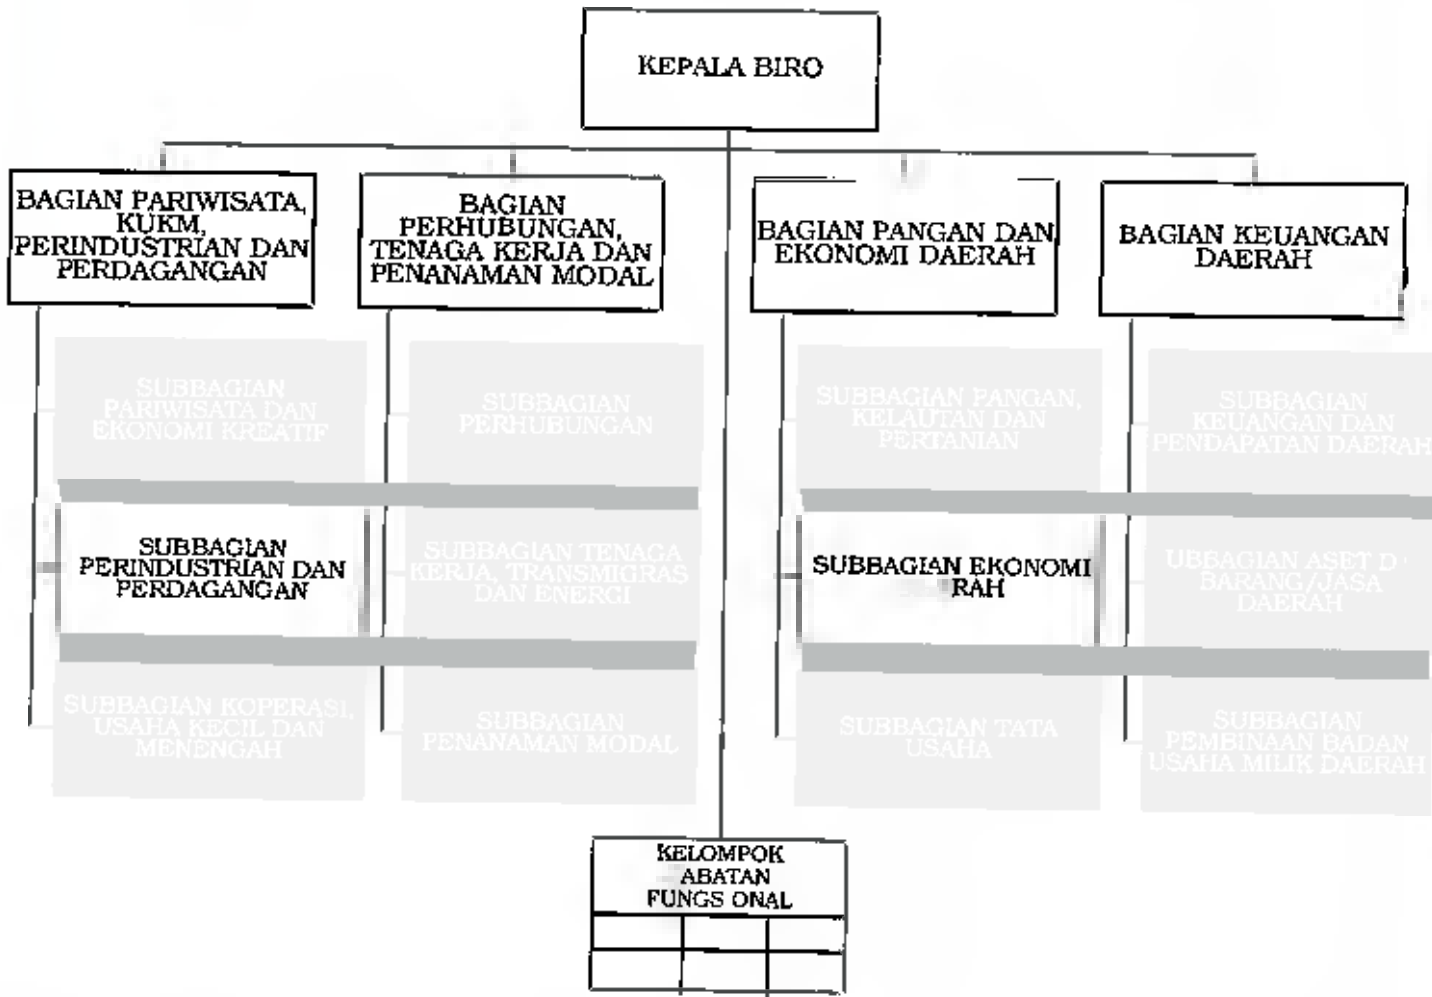 KEPALA BIRO
BAGIAN PARIWISATA,
KUKM,
PERINDUSTRIAN DAN
PERDAGANGAN
BAGIAN
PERHUBUNGAN,
TENAGA KERJA DAN
PENANAMAN MODAL
BAGIAN PANGAN DAN
EKONOMI DAERAH
BAGIAN KEUANGAN
DAERAH
SUBBAGIAN
PARIWISATA DAN
EKONOMI KREATIF
SUBBAGIAN
PERHUBUNGAN
SUBBAGIAN PANGAN,
KELAUTAN DAN
PERTANIAN
SUBBAGIAN
KEUANGAN DAN
PENDAPATAN DAERAH
SUBBAGIAN
PERINDUSTRIAN DAN
PERDAGANGAN
SUBBAGIAN TENAGA
KERJA, TRANSMIGRAS
DAN ENERGI
SUBBAGIAN EKONOMI
RAH
UBBAGIAN ASET D
BARANG/JASA
DAERAH
SUBBAGIAN KOPERASI,
USAHA KECIL DAN
MENENGAH
SUBBAGIAN
PENANAMAN MODAL
SUBBAGIAN TATA
USAHA
SUBBAGIAN
PEMBINAAN BADAN
USAHA MILIK DAERAH
KELOMPOK
ABATAN
FUNGS ONAL